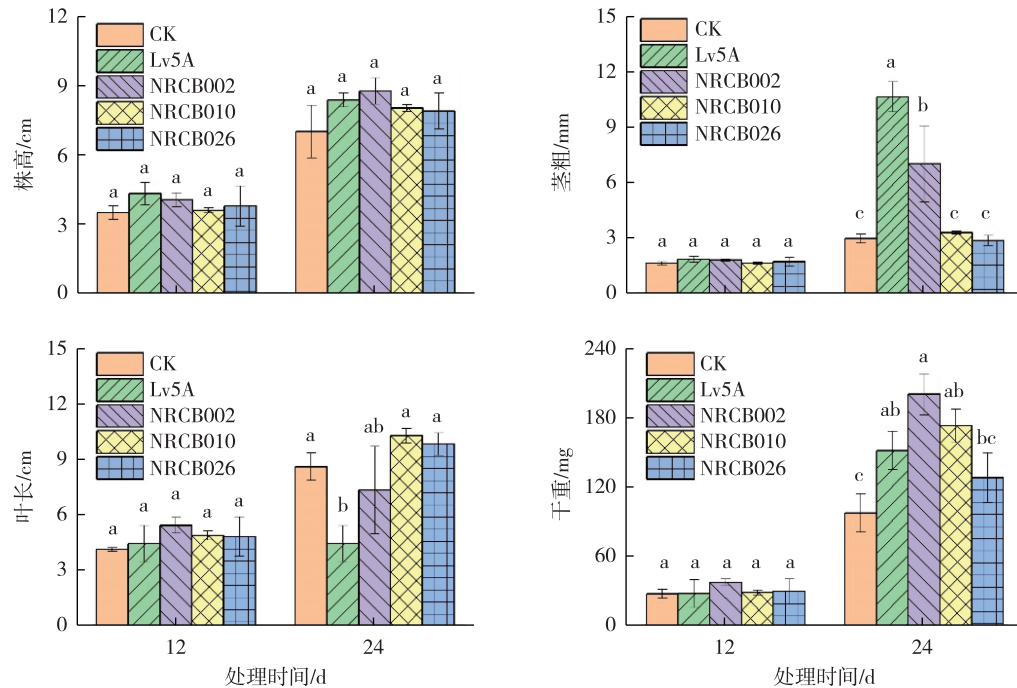 12
9
6
3
0
株高/cm
CK
Lv5A
NRCB002
NRCB010
NRCB026
a a a a a
a a a a a
15
12
9
6
3
0
茎粗/mm
CK
Lv5A
NRCB002
NRCB010
NRCB026
a a a a a
c a b c c
15
12
9
6
3
0
叶长/cm
CK
Lv5A
NRCB002
NRCB010
NRCB026
a a a a a
a b ab a a
12 24
处理时间/d
240
180
120
60
0
干重/mg
CK
Lv5A
NRCB002
NRCB010
NRCB026
a a a a a
c ab a ab bc
12 24
处理时间/d